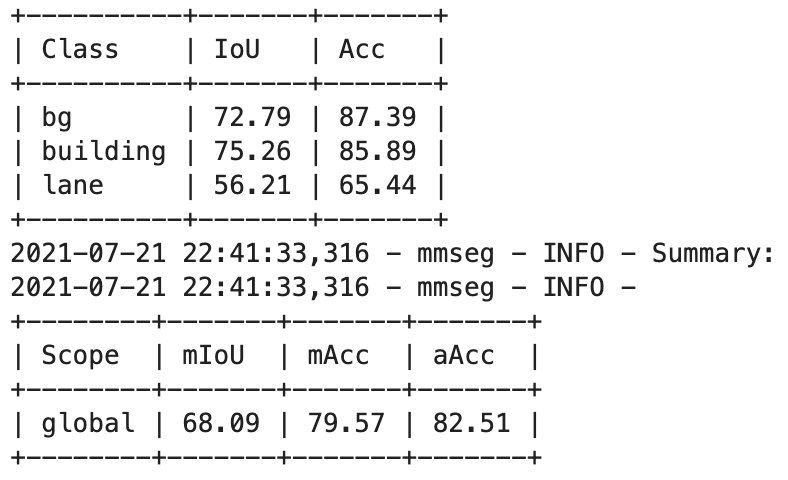 +----------+-------+-------+
| Class    | IoU   | Acc   |
+----------+-------+-------+
| bg       | 72.79 | 87.39 |
| building | 75.26 | 85.89 |
| lane     | 56.21 | 65.44 |
+----------+-------+-------+
2021-07-21 22:41:33,316 - mmseg - INFO - Summary:
2021-07-21 22:41:33,316 - mmseg - INFO -
+--------+-------+-------+-------+
| Scope  | mIoU  | mAcc  | aAcc  |
+--------+-------+-------+-------+
| global | 68.09 | 79.57 | 82.51 |
+--------+-------+-------+-------+